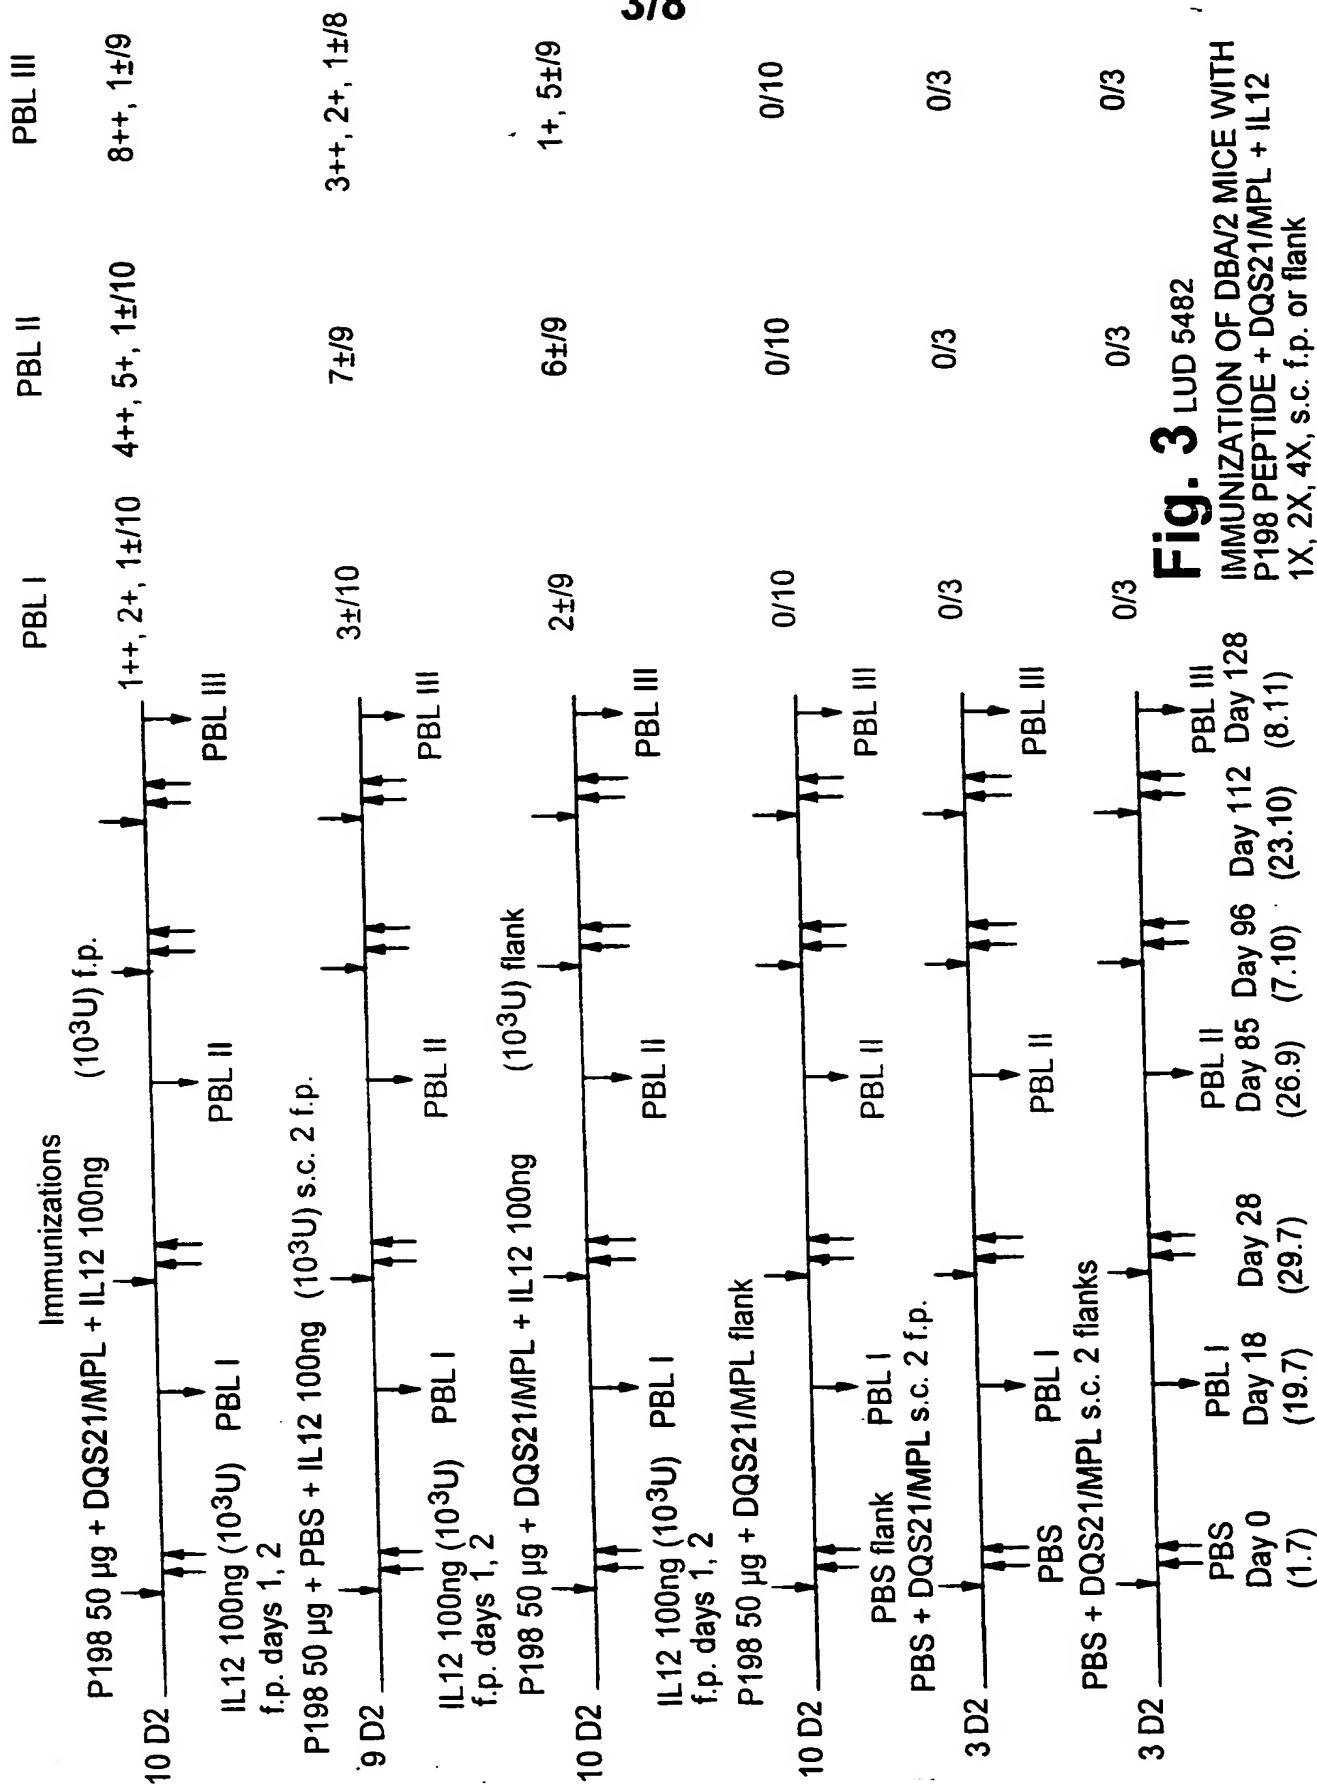 3/8
Immunizations
PBL I
PBL II
PBL III
P198 50 µg + DQS21/MPL + IL12 100ng (10³U) f.p.
10 D2
1++, 2+, 1±/10
4++, 5+, 1±/10
8++, 1±/9
IL12 100ng (10³U)
f.p. days 1, 2
PBL I
PBL II
PBL III
P198 50 µg + PBS + IL12 100ng (10³U) s.c. 2 f.p.
9 D2
3±/10
7±/9
3++, 2+, 1±/8
IL12 100ng (10³U)
f.p. days 1, 2
PBL I
PBL II
PBL III
P198 50 µg + DQS21/MPL + IL12 100ng (10³U) flank
10 D2
2±/9
6±/9
1+, 5±/9
IL12 100ng (10³U)
f.p. days 1, 2
PBL I
PBL II
PBL III
P198 50 µg + DQS21/MPL flank
10 D2
0/10
0/10
0/10
PBS flank
PBL I
PBL II
PBL III
PBS + DQS21/MPL s.c. 2 f.p.
3 D2
0/3
0/3
0/3
PBS
PBL I
PBL II
PBL III
PBS + DQS21/MPL s.c. 2 flanks
3 D2
0/3
0/3
0/3
PBS
PBL I
PBL II
PBL III
Day 0
Day 18
Day 28
Day 85
Day 96
Day 112
Day 128
(1.7)
(19.7)
(29.7)
(26.9)
(7.10)
(23.10)
(8.11)
Fig. 3 LUD 5482
IMMUNIZATION OF DBA/2 MICE WITH
P198 PEPTIDE + DQS21/MPL + IL12
1X, 2X, 4X, s.c. f.p. or flank